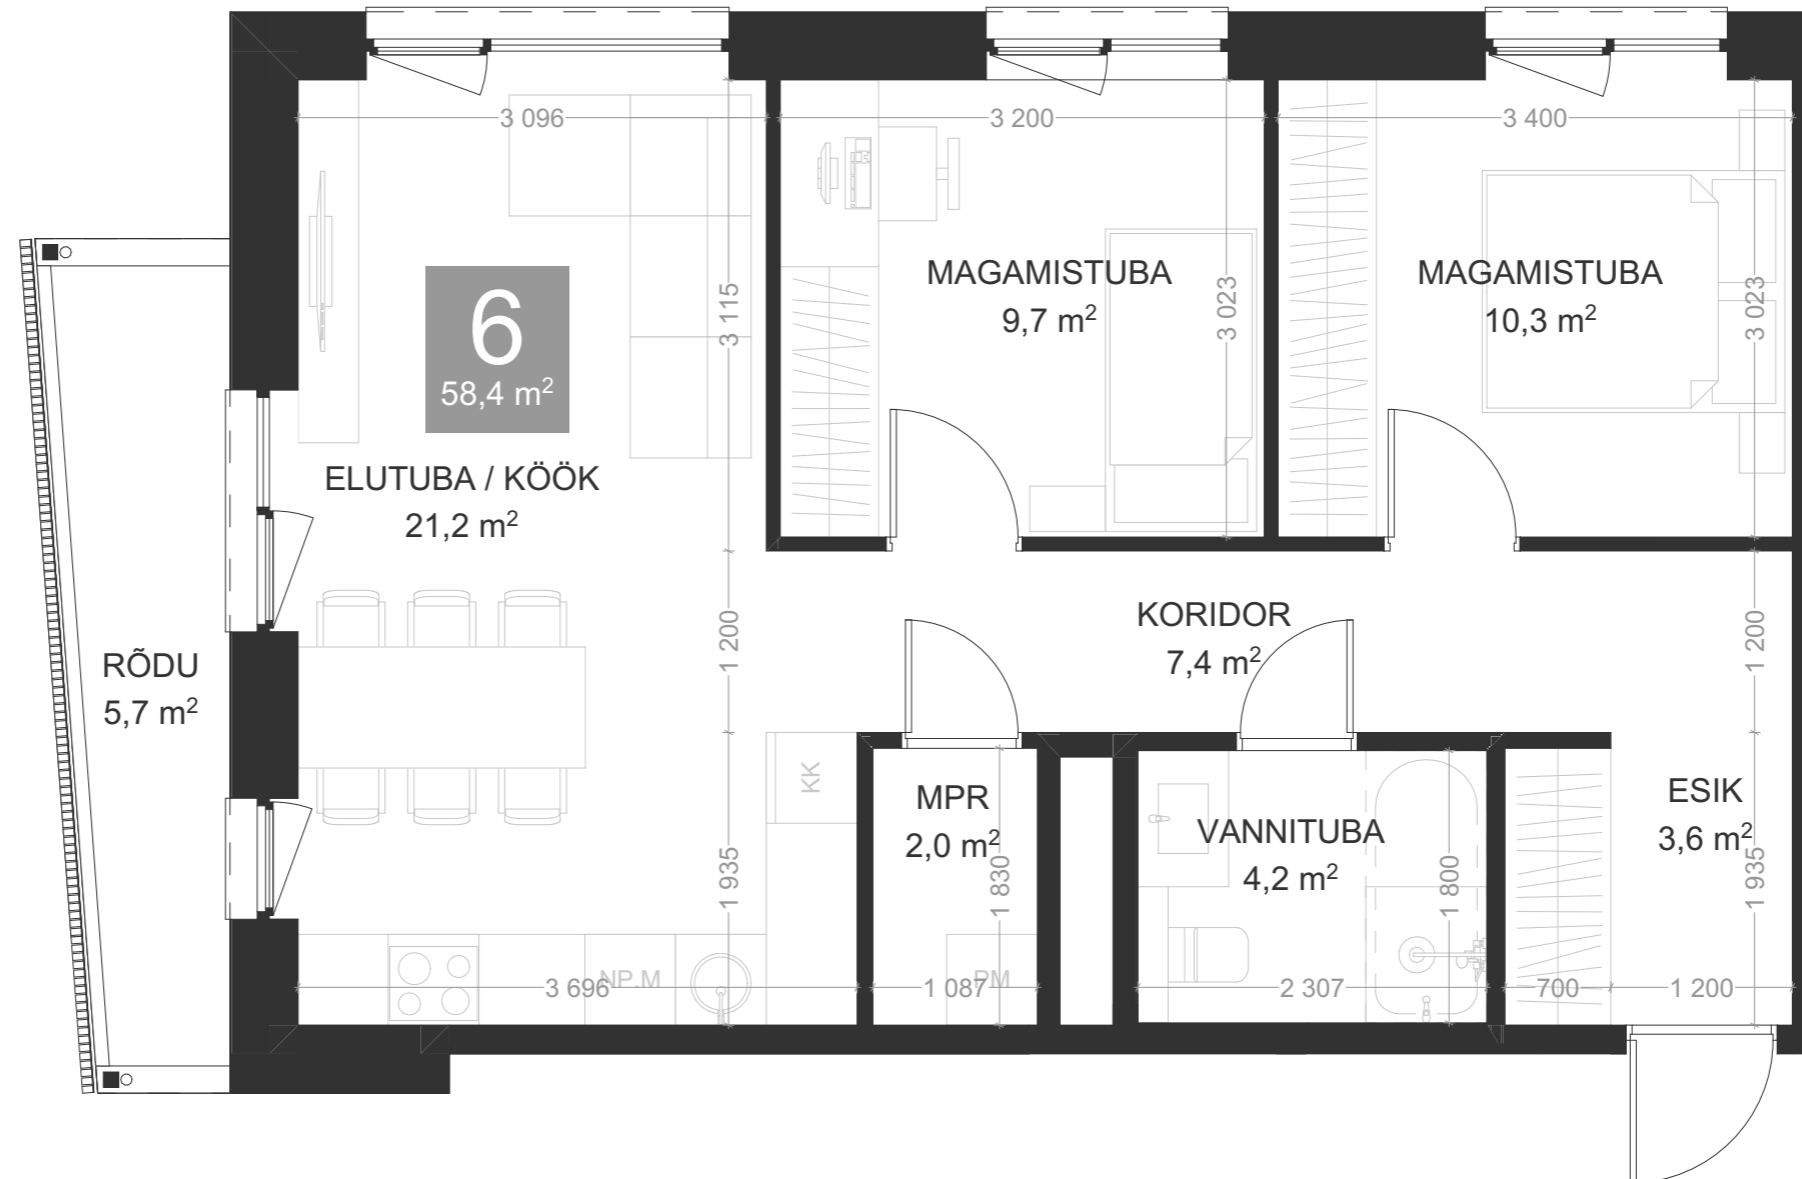 3 096
3 200
3 400
MAGAMISTUBA
9,7 m²
3 023
MAGAMISTUBA
10,3 m²
3 023
6
58,4 m²
3 115
ELUTUBA / KÖÖK
21,2 m²
KORIDOR
7,4 m²
1 200
1 200
RÕDU
5,7 m²
KK
MPR
2,0 m²
VANNITUBA
4,2 m²
ESIK
3,6 m²
1 935
1 830
1 800
1 935
NP.M
PM
3 696
1 087
2 307
700
1 200